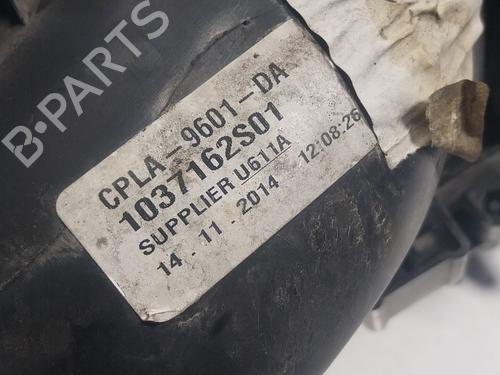 B-PARTS
CPLA-9601-DA
1037162S01
SUPPLIER U611A
14-11-2014 12:08:26